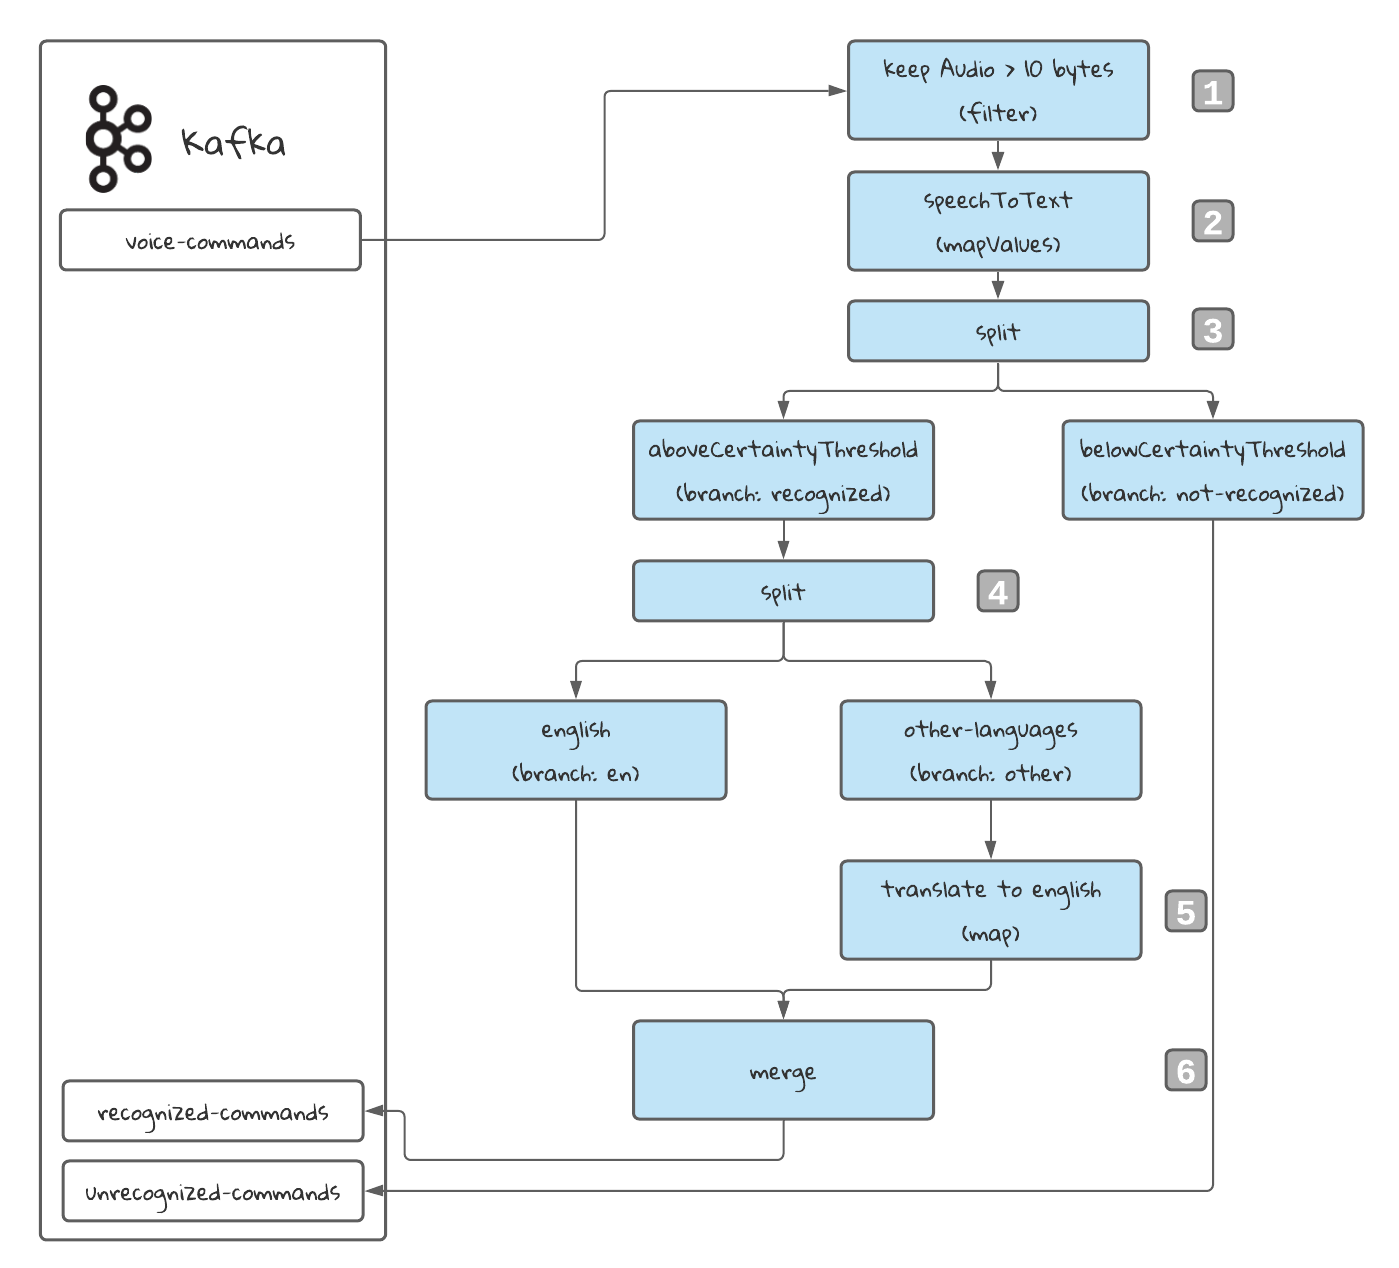 Kafka
voice-commands
keep Audio > 10 bytes
(filter)
1
speechToText
(mapValues)
2
split
3
aboveCertaintyThreshold
(branch: recognized)
belowCertaintyThreshold
(branch: not-recognized)
split
4
english
(branch: en)
other-languages
(branch: other)
translate to english
(map)
5
merge
6
recognized-commands
unrecognized-commands